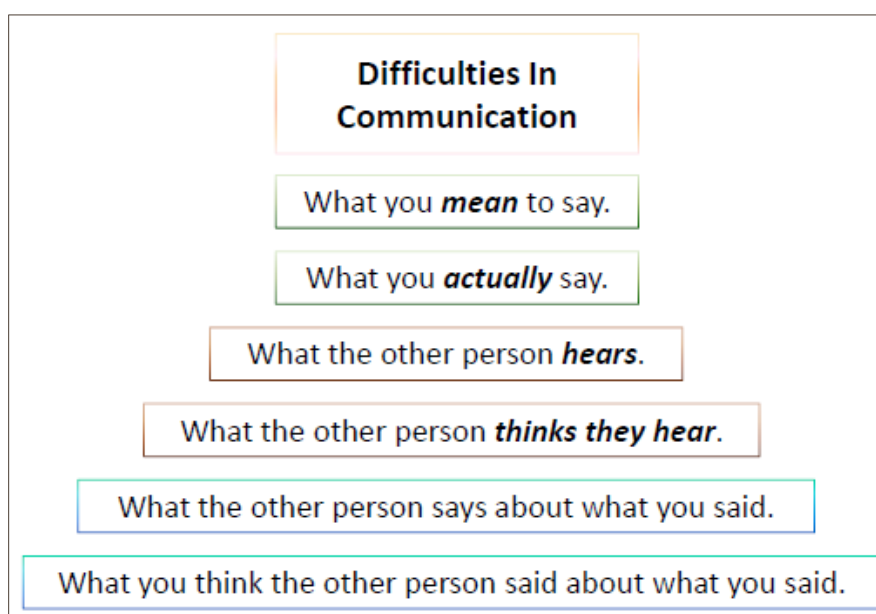 Difficulties In
Communication
What you mean to say.
What you actually say.
What the other person hears.
What the other person thinks they hear.
What the other person says about what you said.
What you think the other person said about what you said.